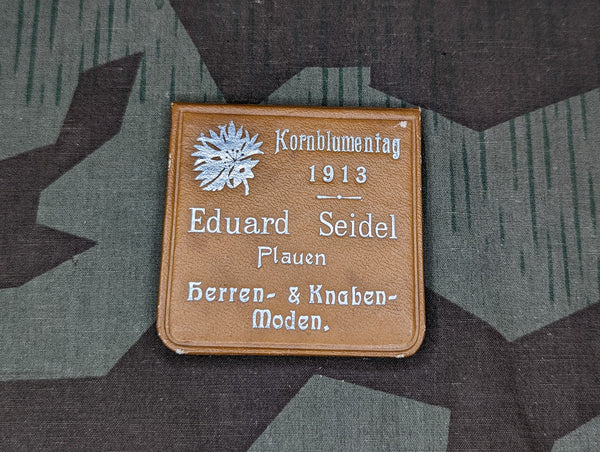 Kornblumentag
1913
Eduard Seidel
Plauen
Herren- & Knaben-
Moden.